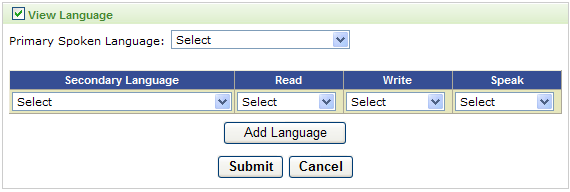 View Language
Primary Spoken Language: Select
Secondary Language Read Write Speak
Select Select Select Select
Add Language
Submit Cancel